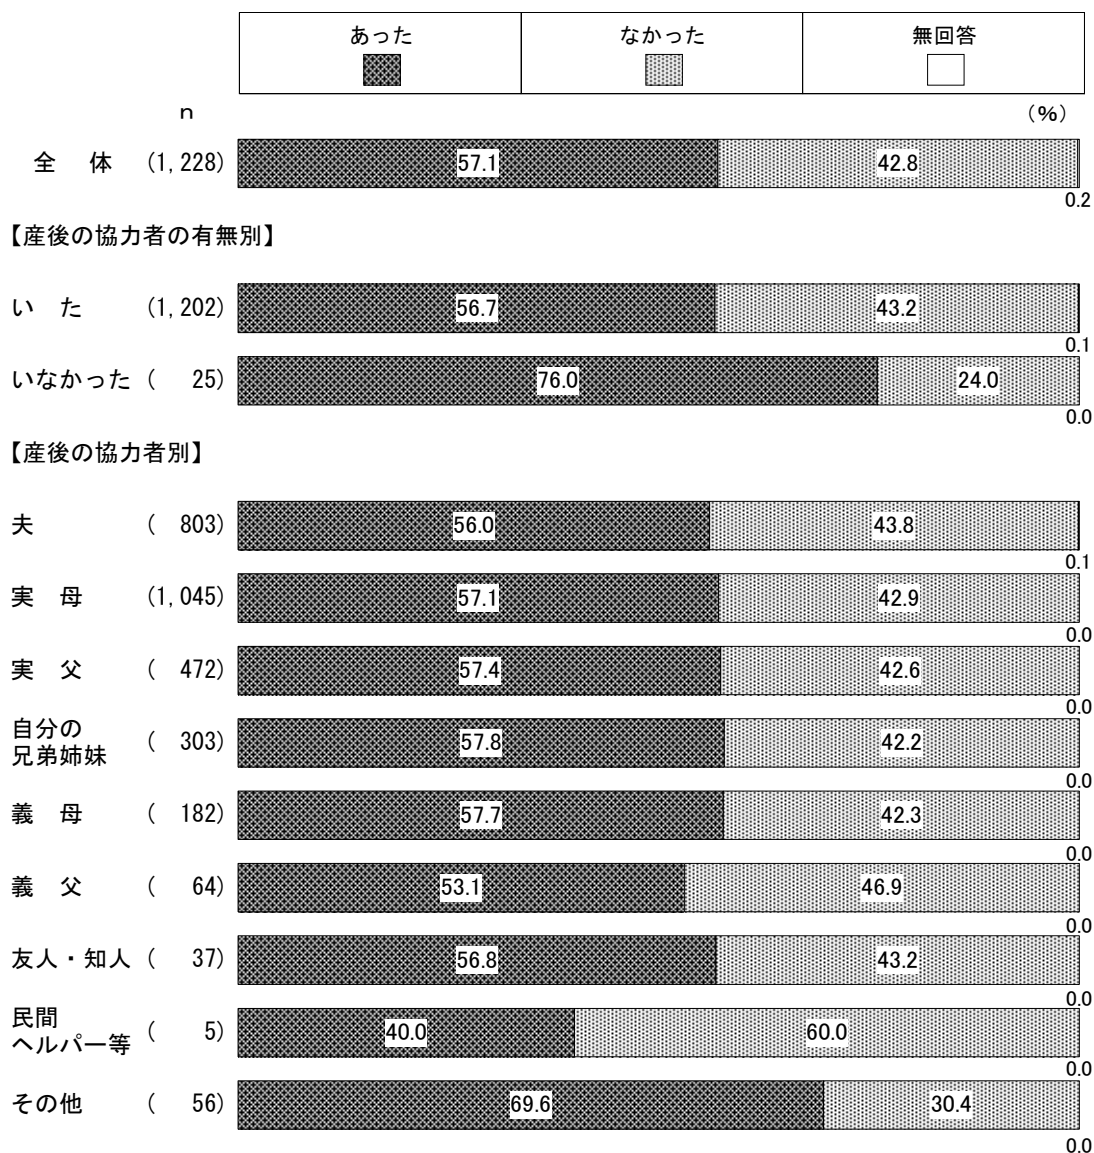 あった なかった 無回答
n (%)
全 体 (1,228) 57.1 42.8
0.2
【産後の協力者の有無別】
い た (1,202) 56.7 43.2
0.1
いなかった ( 25) 76.0 24.0
0.0
【産後の協力者別】
夫 ( 803) 56.0 43.8
0.1
実 母 (1,045) 57.1 42.9
0.0
実 父 ( 472) 57.4 42.6
0.0
自分の
兄弟姉妹 ( 303) 57.8 42.2
0.0
義 母 ( 182) 57.7 42.3
0.0
義 父 ( 64) 53.1 46.9
0.0
友人・知人 ( 37) 56.8 43.2
0.0
民間
ヘルパー等 ( 5) 40.0 60.0
0.0
その他 ( 56) 69.6 30.4
0.0